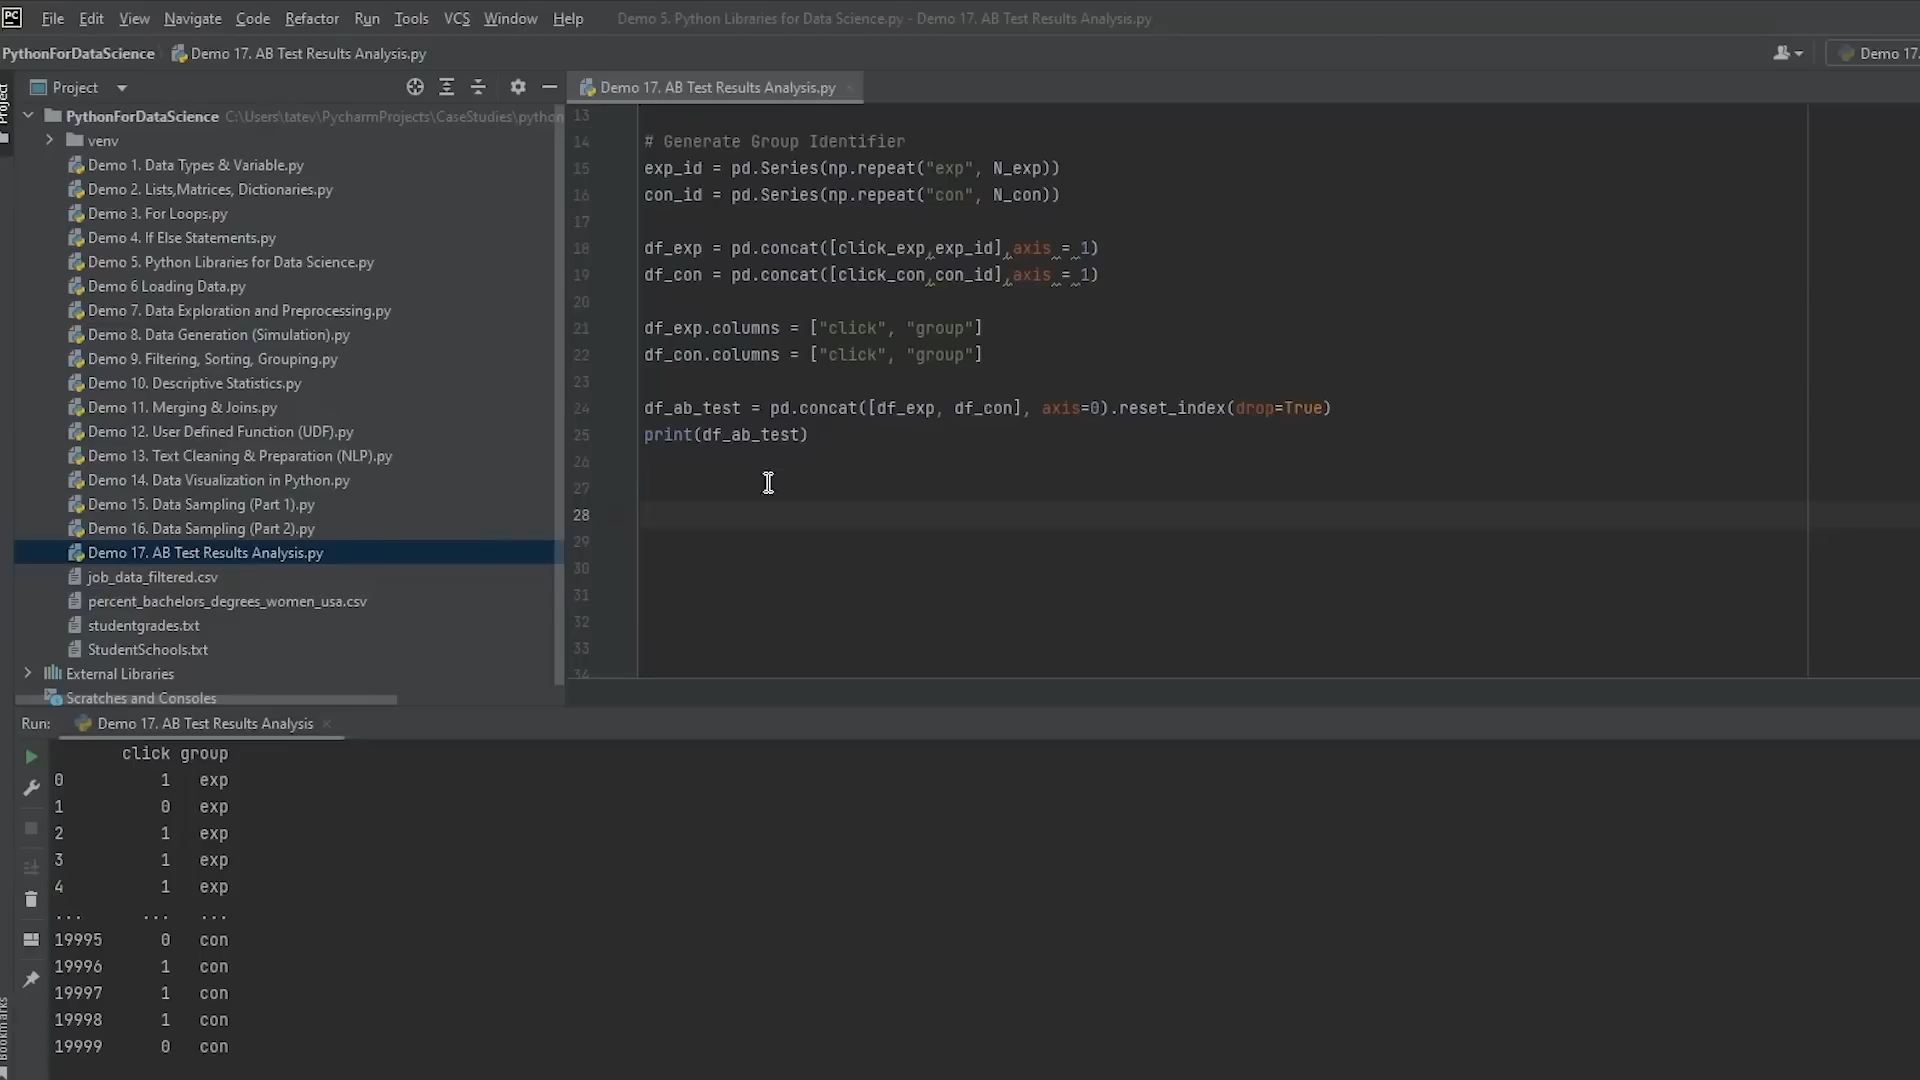 PC File Edit View Navigate Code Refactor Run Tools VCS Window Help Demo 5. Python Libraries for Data Science.py - Demo 17. AB Test Results Analysis.py
PythonForDataScience Demo 17. AB Test Results Analysis.py Demo 17.
Project
Project
Demo 17. AB Test Results Analysis.py
PythonForDataScience C:\Users\tatev\PycharmProjects\CaseStudies\python
venv
Demo 1. Data Types & Variable.py
Demo 2. Lists,Matrices, Dictionaries.py
Demo 3. For Loops.py
Demo 4. If Else Statements.py
Demo 5. Python Libraries for Data Science.py
Demo 6 Loading Data.py
Demo 7. Data Exploration and Preprocessing.py
Demo 8. Data Generation (Simulation).py
Demo 9. Filtering, Sorting, Grouping.py
Demo 10. Descriptive Statistics.py
Demo 11. Merging & Joins.py
Demo 12. User Defined Function (UDF).py
Demo 13. Text Cleaning & Preparation (NLP).py
Demo 14. Data Visualization in Python.py
Demo 15. Data Sampling (Part 1).py
Demo 16. Data Sampling (Part 2).py
Demo 17. AB Test Results Analysis.py
job_data_filtered.csv
percent_bachelors_degrees_women_usa.csv
studentgrades.txt
StudentSchools.txt
External Libraries
Scratches and Consoles
13
14 # Generate Group Identifier
15 exp_id = pd.Series(np.repeat("exp", N_exp))
16 con_id = pd.Series(np.repeat("con", N_con))
17
18 df_exp = pd.concat([click_exp,exp_id],axis = 1)
19 df_con = pd.concat([click_con,con_id],axis = 1)
20
21 df_exp.columns = ["click", "group"]
22 df_con.columns = ["click", "group"]
23
24 df_ab_test = pd.concat([df_exp, df_con], axis=0).reset_index(drop=True)
25 print(df_ab_test)
26
27
28
29
30
31
32
33
34
Run: Demo 17. AB Test Results Analysis
click group
0 1 exp
1 0 exp
2 1 exp
3 1 exp
4 1 exp
... ... ...
19995 0 con
19996 1 con
19997 1 con
19998 1 con
19999 0 con
Bookmarks